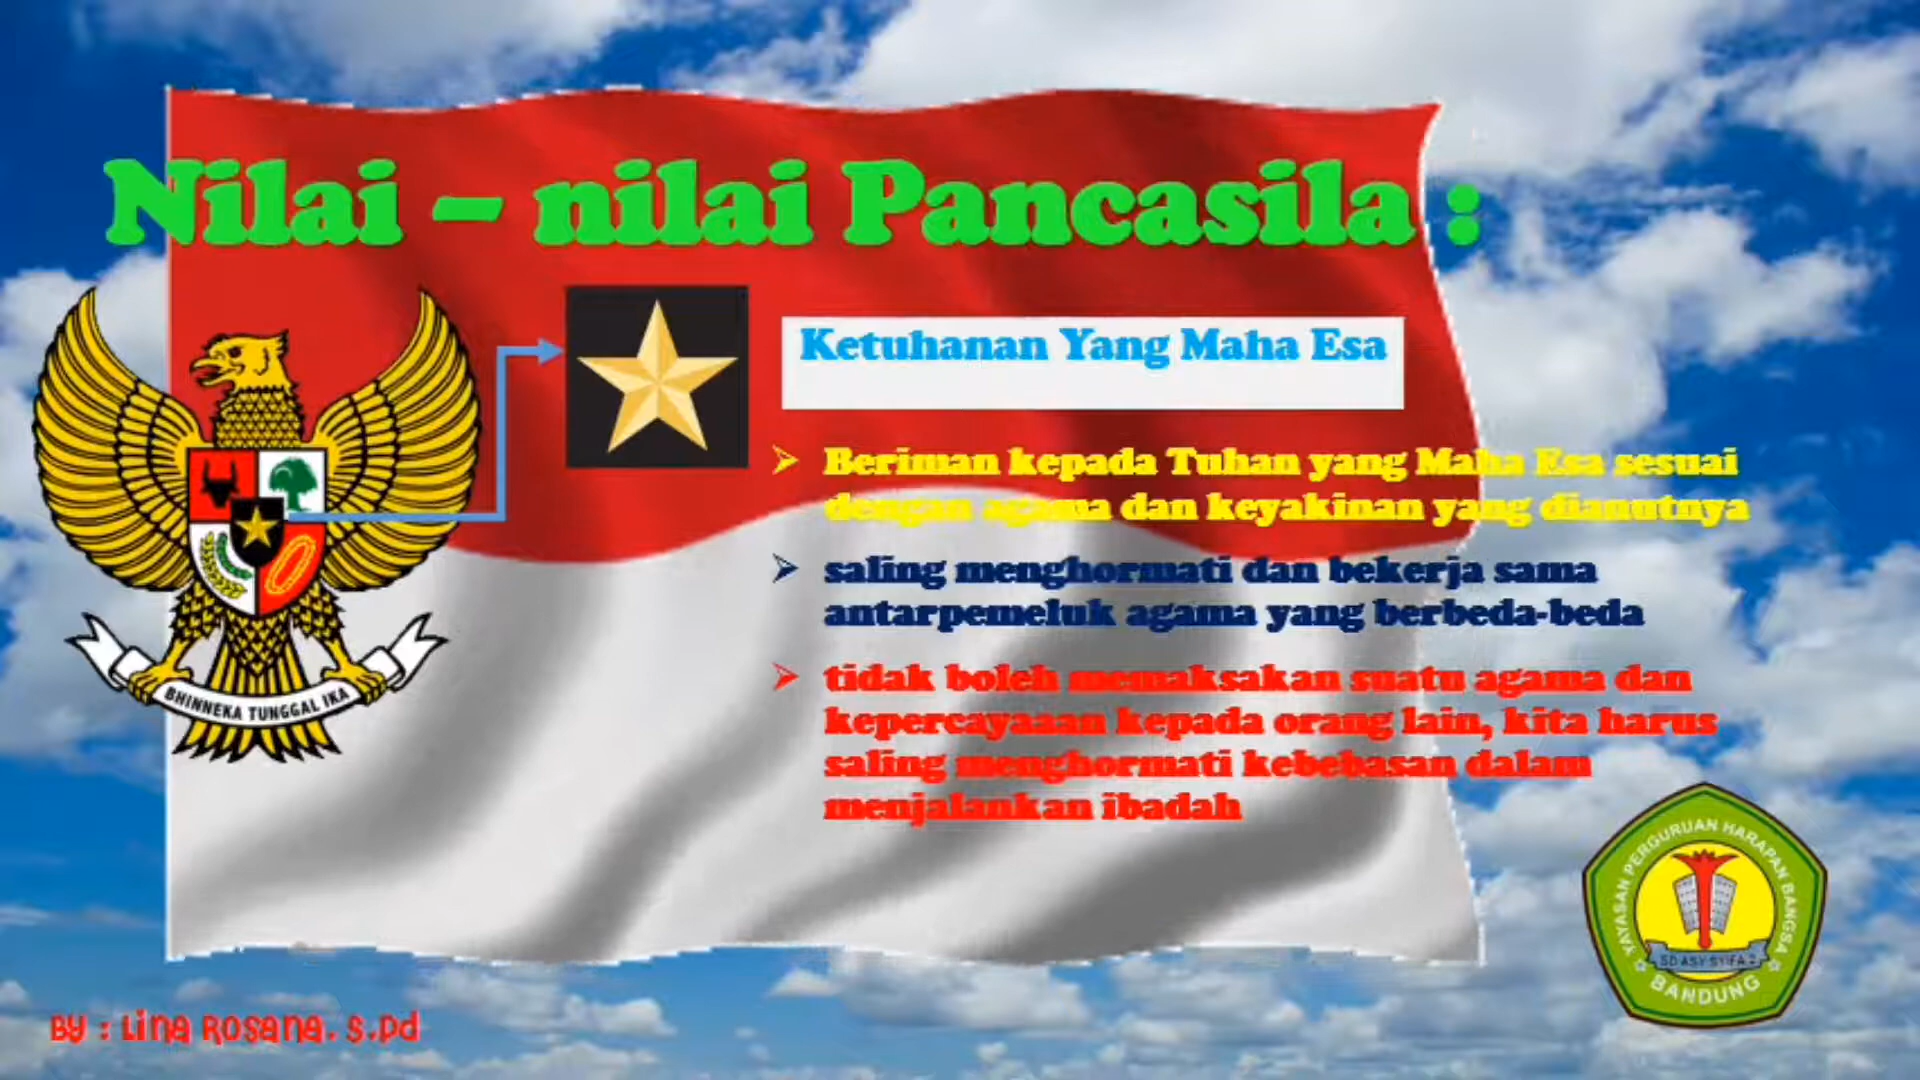 Nilai – nilai Pancasila :
Ketuhanan Yang Maha Esa
Beriman kepada Tuhan yang Maha Esa sesuai
dengan agama dan keyakinan yang dianutnya
saling menghormati dan bekerja sama
antarpemeluk agama yang berbeda-beda
tidak boleh memaksakan suatu agama dan
kepercayaaan kepada orang lain, kita harus
saling menghormati kebebasan dalam
menjalankan ibadah
BHINNEKA TUNGGAL IKA
YAYASAN PERGURUAN HARAPAN BANGSA
SD ASY SYIFA 2
BANDUNG
BY : Lina Rosana. S.Pd